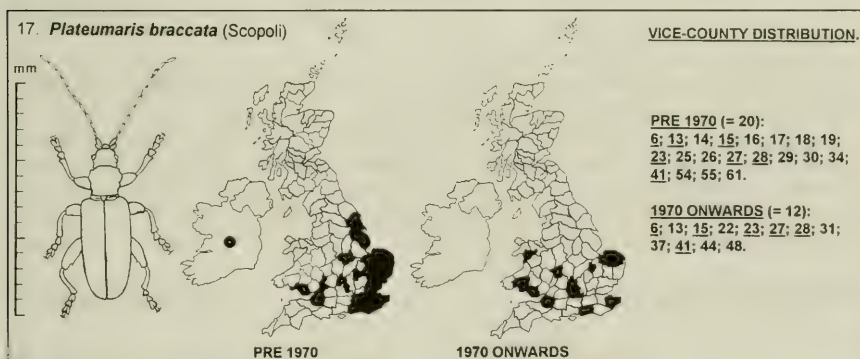 17. Plateumaris braccata (Scopoli)
VICE-COUNTY DISTRIBUTION.
mm
PRE 1970 (= 20):
6; 13; 14; 15; 16; 17; 18; 19;
23; 25; 26; 27; 28; 29; 30; 34;
41; 54; 55; 61.
1970 ONWARDS (= 12):
6; 13; 15; 22; 23; 27; 28; 31;
37; 41; 44; 48.
PRE 1970
1970 ONWARDS